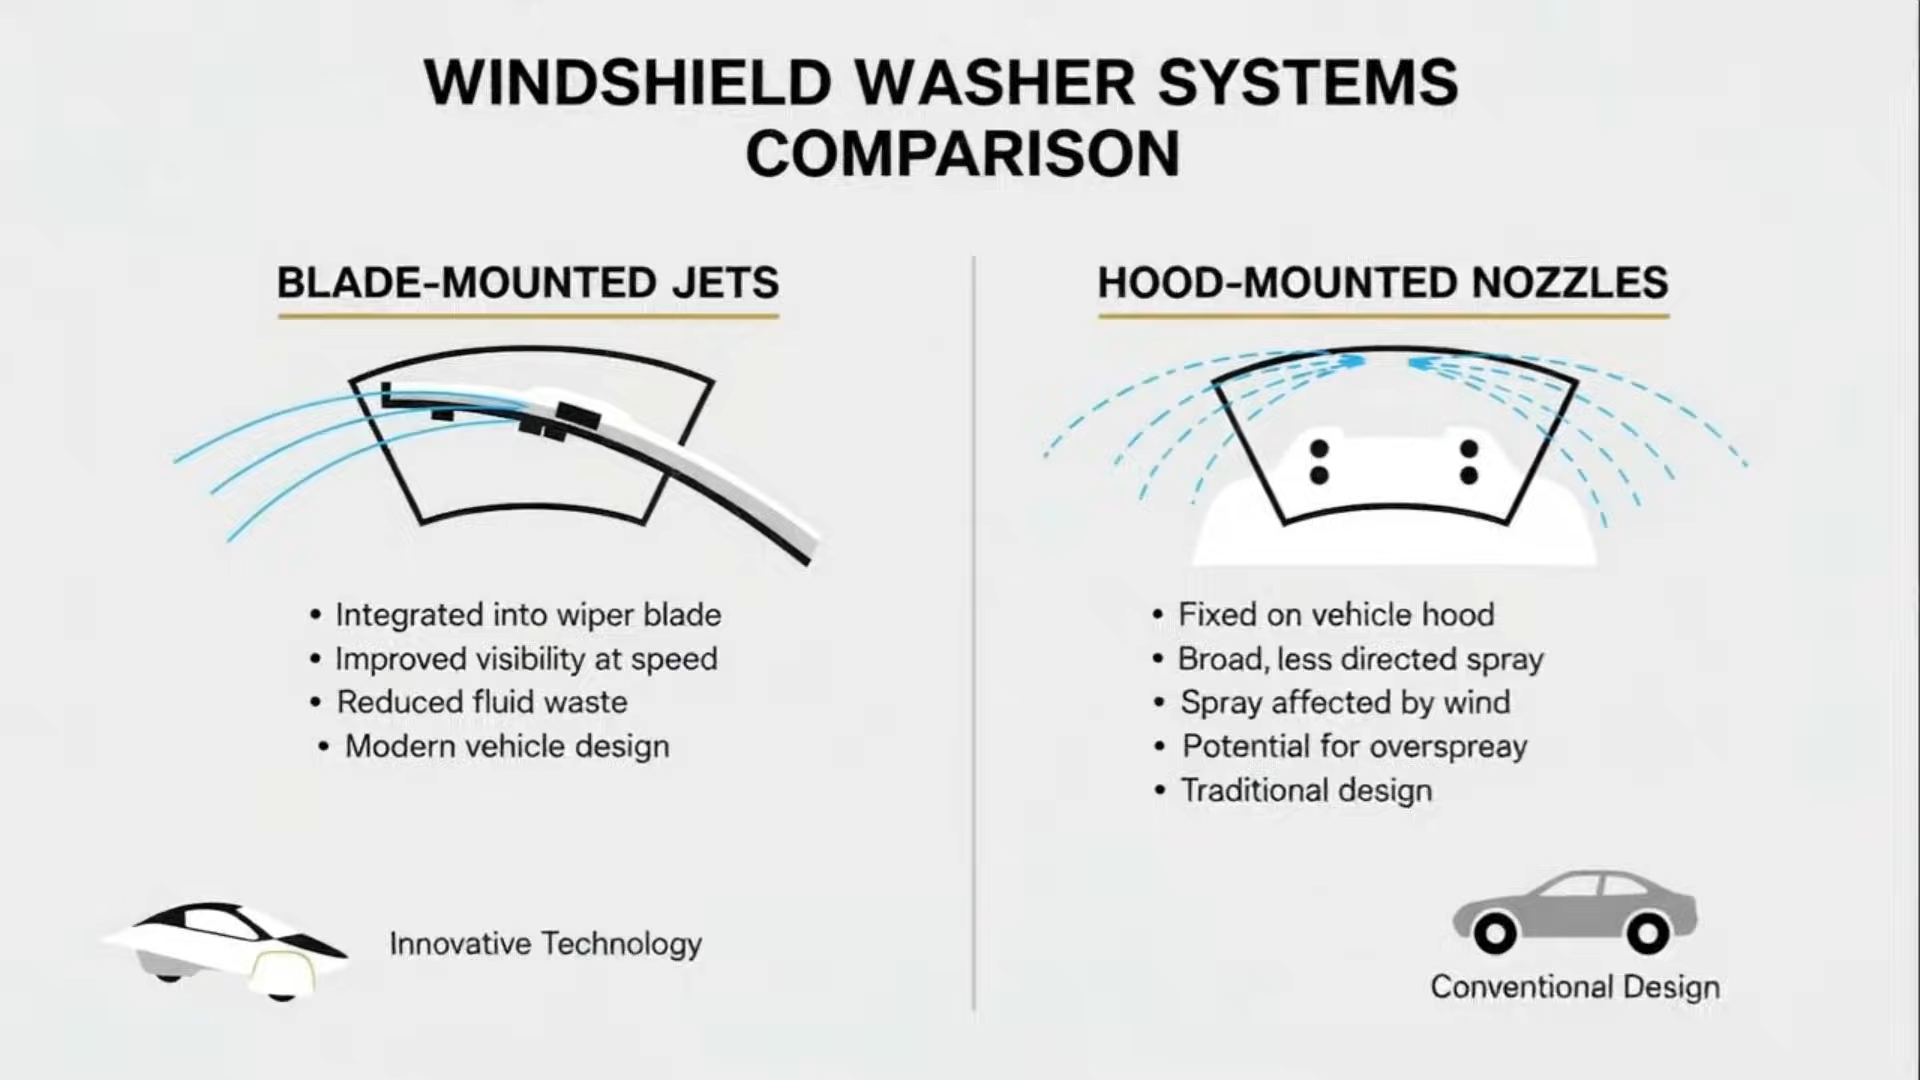 WINDSHIELD WASHER SYSTEMS
COMPARISON
BLADE-MOUNTED JETS
• Integrated into wiper blade
• Improved visibility at speed
• Reduced fluid waste
• Modern vehicle design
Innovative Technology
HOOD-MOUNTED NOZZLES
• Fixed on vehicle hood
• Broad, less directed spray
• Spray affected by wind
• Potential for overspreay
• Traditional design
Conventional Design